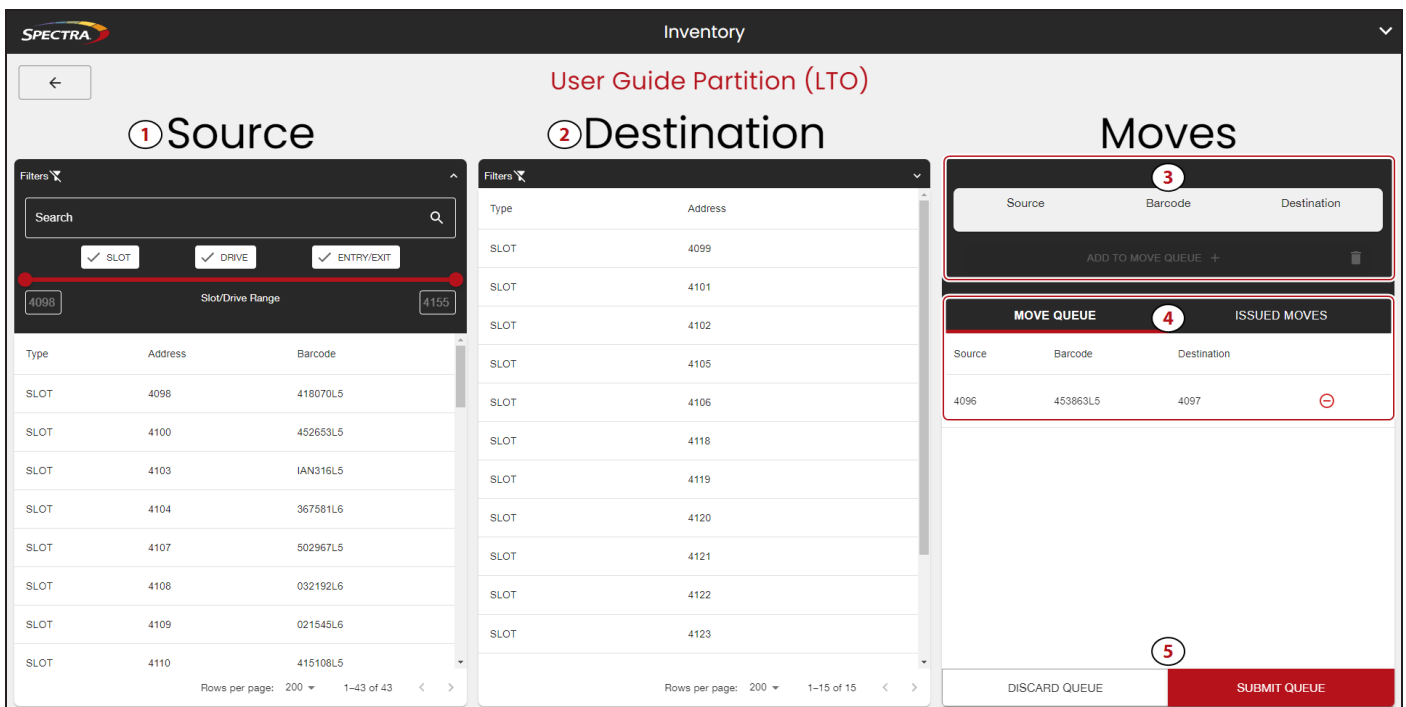 SPECTRA
Inventory
User Guide Partition (LTO)
1 Source
2 Destination
Moves
Filters
Search
SLOT DRIVE ENTRY/EXIT
4098 Slot/Drive Range 4155
Type Address Barcode
SLOT 4098 418070L5
SLOT 4100 452653L5
SLOT 4103 IAN316L5
SLOT 4104 367581L6
SLOT 4107 502967L5
SLOT 4108 032192L6
SLOT 4109 021545L6
SLOT 4110 415108L5
Rows per page: 200 1–43 of 43
Filters
Type Address
SLOT 4099
SLOT 4101
SLOT 4102
SLOT 4105
SLOT 4106
SLOT 4118
SLOT 4119
SLOT 4120
SLOT 4121
SLOT 4122
SLOT 4123
Rows per page: 200 1–15 of 15
3
Source Barcode Destination
ADD TO MOVE QUEUE +
MOVE QUEUE 4 ISSUED MOVES
Source Barcode Destination
4096 453863L5 4097
5
DISCARD QUEUE SUBMIT QUEUE